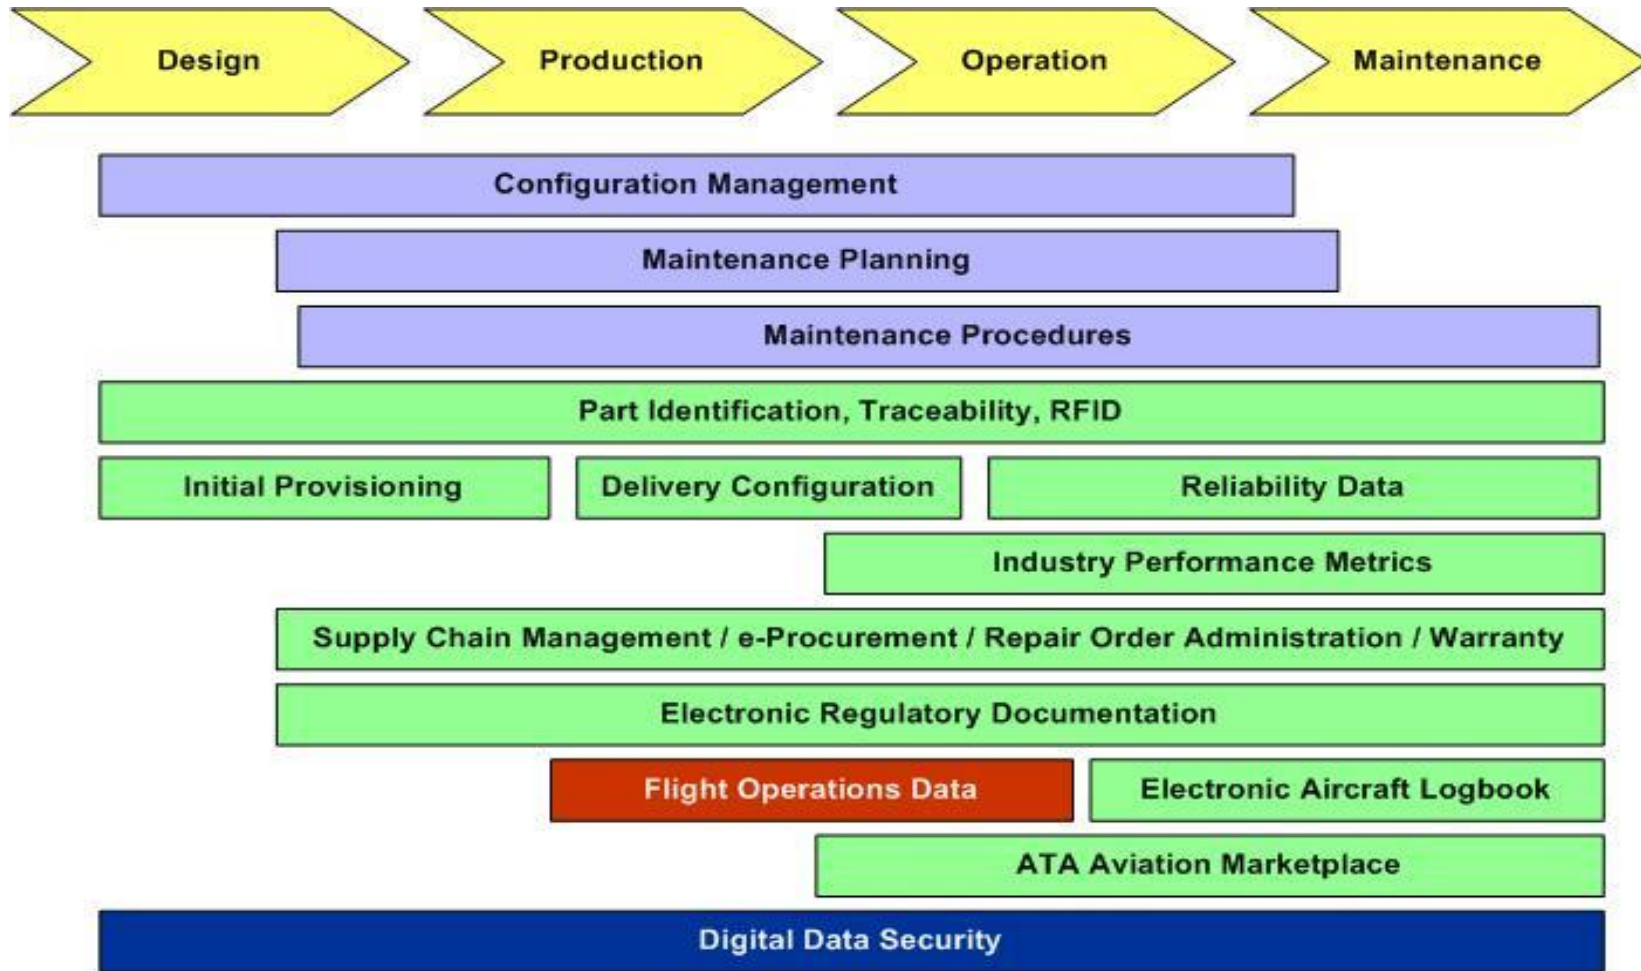 Design
Production
Operation
Maintenance
Configuration Management
Maintenance Planning
Maintenance Procedures
Part Identification, Traceability, RFID
Initial Provisioning
Delivery Configuration
Reliability Data
Industry Performance Metrics
Supply Chain Management / e-Procurement / Repair Order Administration / Warranty
Electronic Regulatory Documentation
Flight Operations Data
Electronic Aircraft Logbook
ATA Aviation Marketplace
Digital Data Security